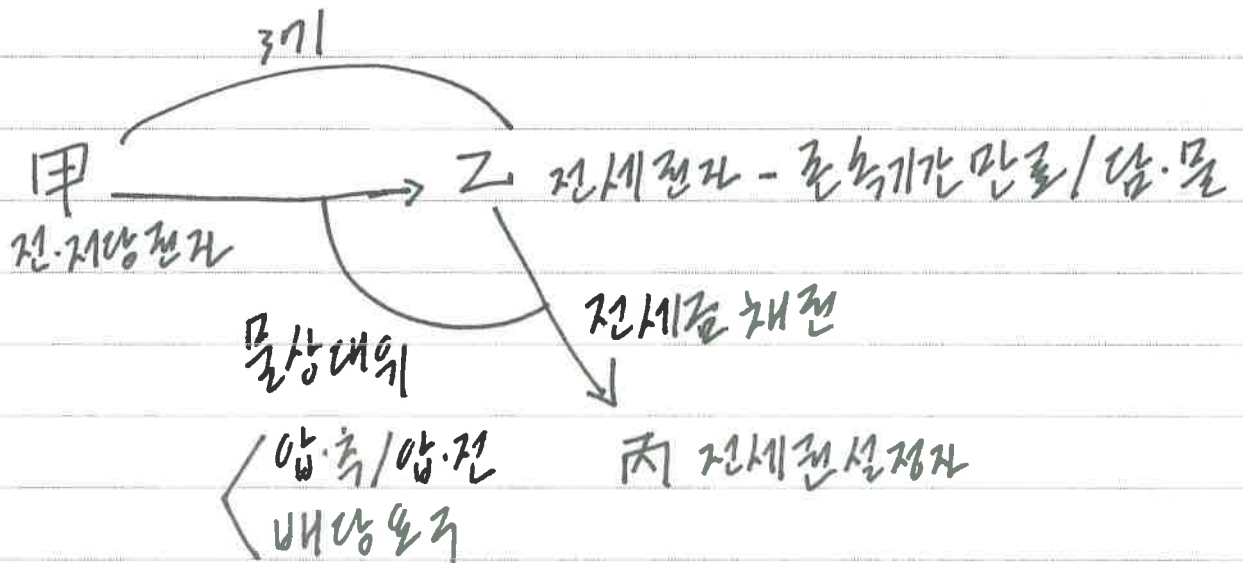 3기
甲 → 乙 전세권자 - 존속기간 만료 / 담·물
전·저당권자
물상대위
전세금 채권
압·추 / 압·전
배당요구
丙 전세권설정자